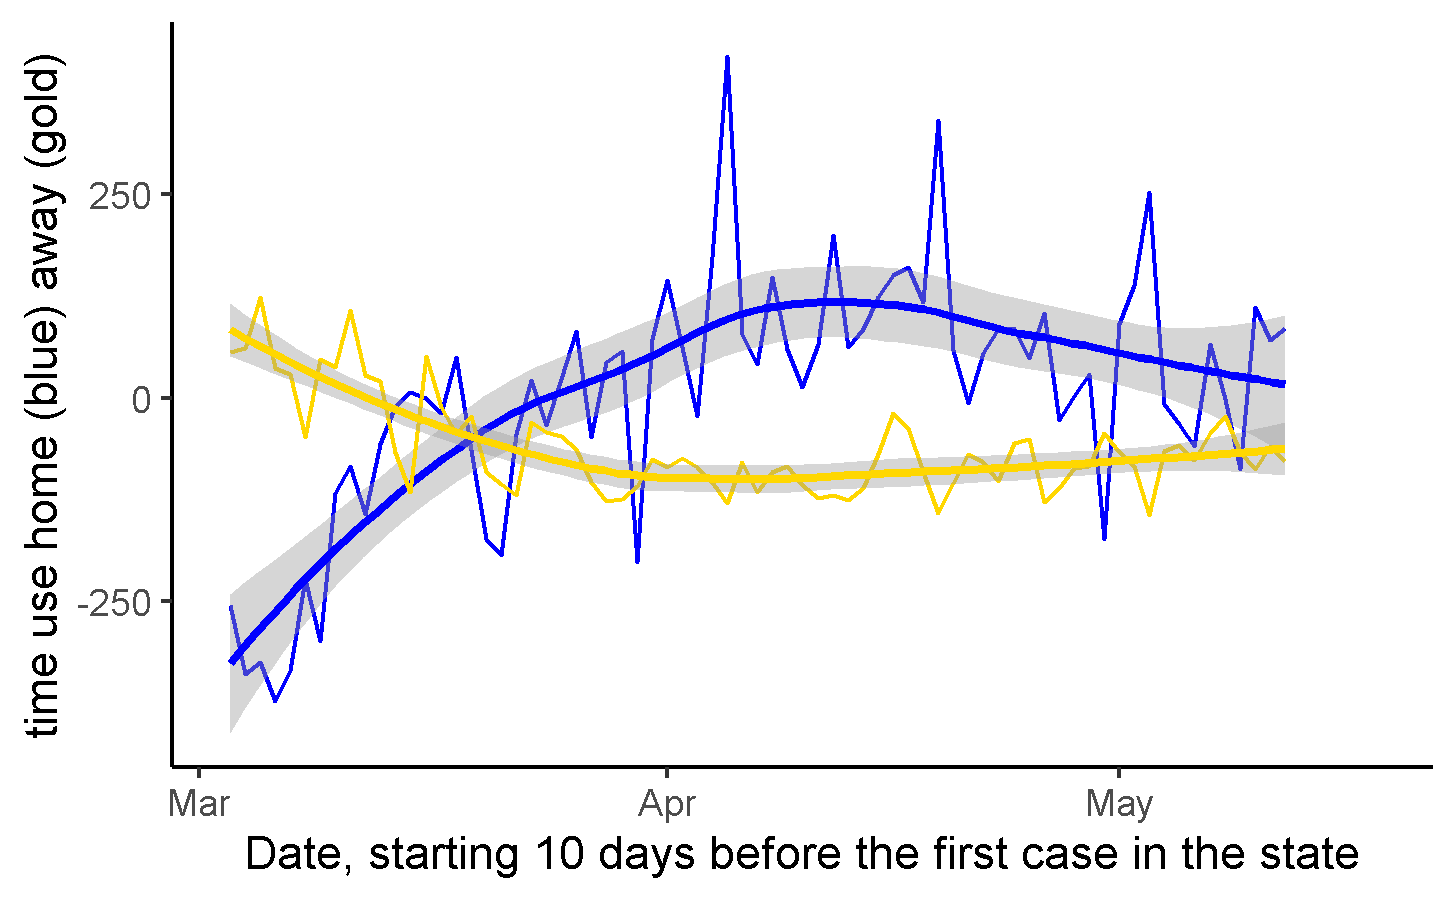 time use home (blue) away (gold)
250
0
-250
Mar
Apr
May
Date, starting 10 days before the first case in the state